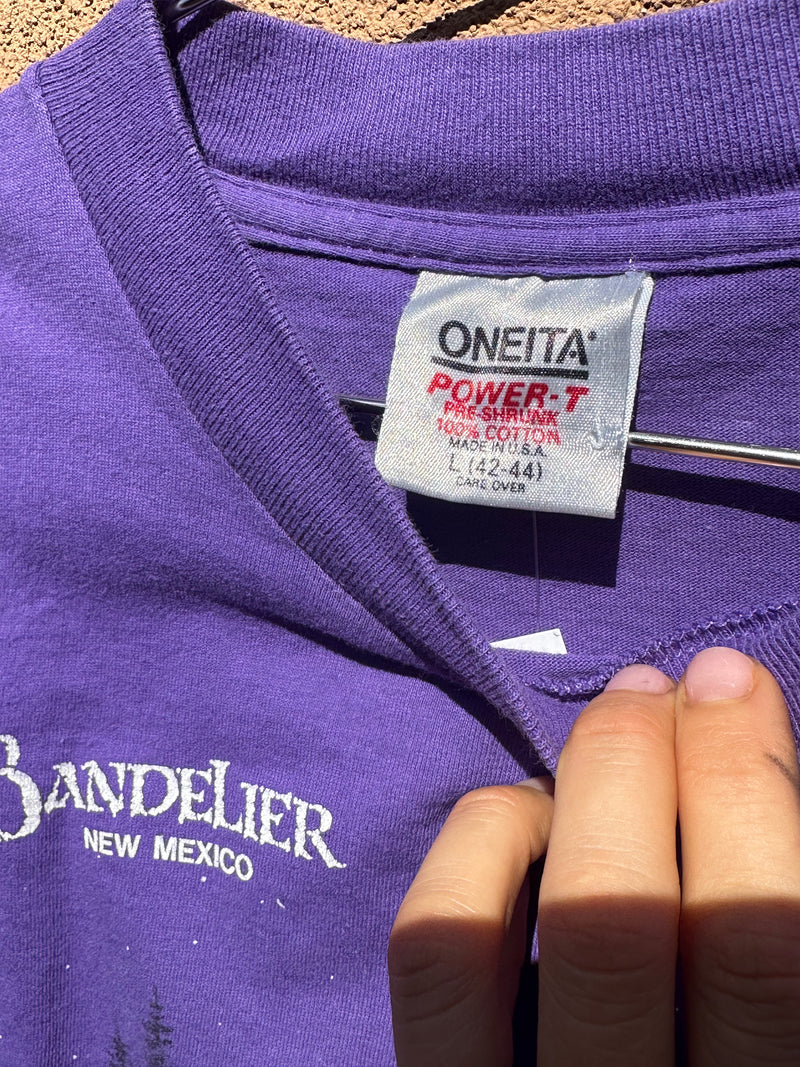 ONEITA®
POWER-T
PRE-SHRUNK
100% COTTON
MADE IN U.S.A.
L (42-44)
CARE OVER
BANDELIER
NEW MEXICO